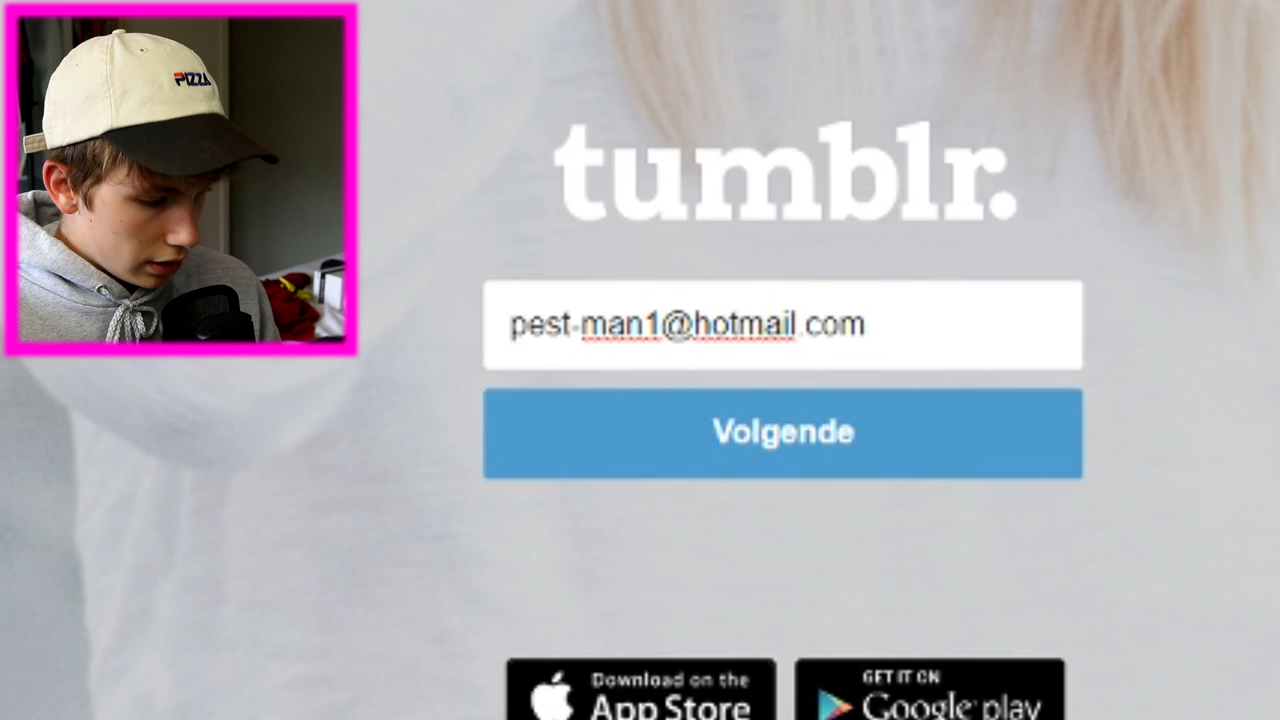 PIZZA
tumblr.
pest-man1@hotmail.com
Volgende
Download on the
App Store
GET IT ON
Google play